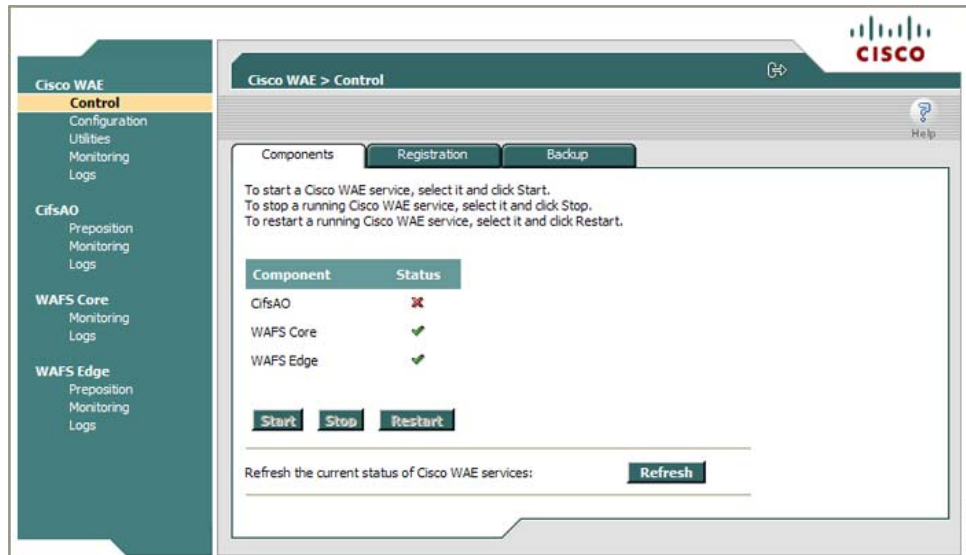 CISCO
Cisco WAE
Control
Configuration
Utilities
Monitoring
Logs
CifsAO
Preposition
Monitoring
Logs
WAFS Core
Monitoring
Logs
WAFS Edge
Preposition
Monitoring
Logs
Cisco WAE > Control
?
Help
Components Registration Backup
To start a Cisco WAE service, select it and click Start.
To stop a running Cisco WAE service, select it and click Stop.
To restart a running Cisco WAE service, select it and click Restart.
Component Status
CifsAO
WAFS Core
WAFS Edge
Start Stop Restart
Refresh the current status of Cisco WAE services: Refresh